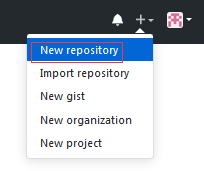 New repository
Import repository
New gist
New organization
New project